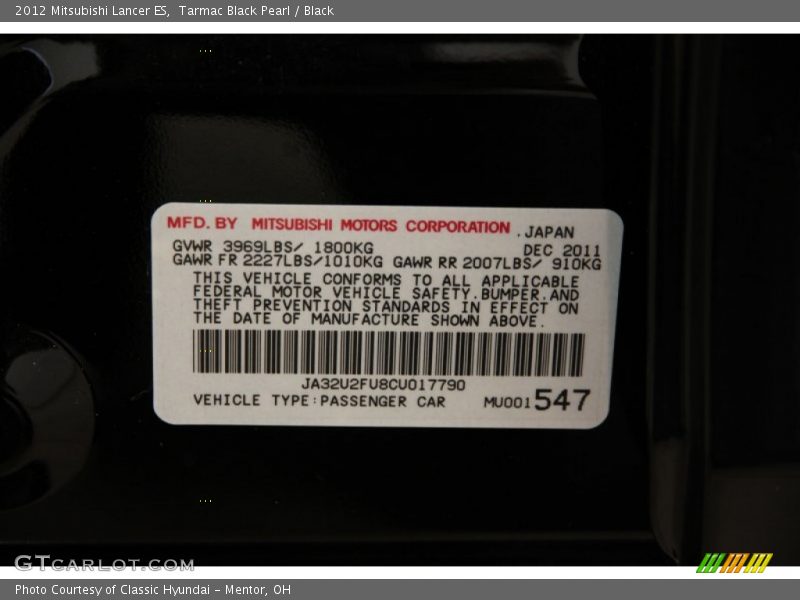 2012 Mitsubishi Lancer ES, Tarmac Black Pearl / Black
MFD. BY MITSUBISHI MOTORS CORPORATION . JAPAN
GVWR 3969LBS/ 1800KG DEC 2011
GAWR FR 2227LBS/1010KG GAWR RR 2007LBS/ 910KG
THIS VEHICLE CONFORMS TO ALL APPLICABLE
FEDERAL MOTOR VEHICLE SAFETY.BUMPER.AND
THEFT PREVENTION STANDARDS IN EFFECT ON
THE DATE OF MANUFACTURE SHOWN ABOVE.
JA32U2FU8CU017790
VEHICLE TYPE:PASSENGER CAR MU001547
GTCARLOT.COM
Photo Courtesy of Classic Hyundai - Mentor, OH